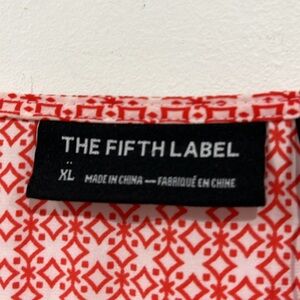 THE FIFTH LABEL
XL MADE IN CHINA — FABRIQUÉ EN CHINE